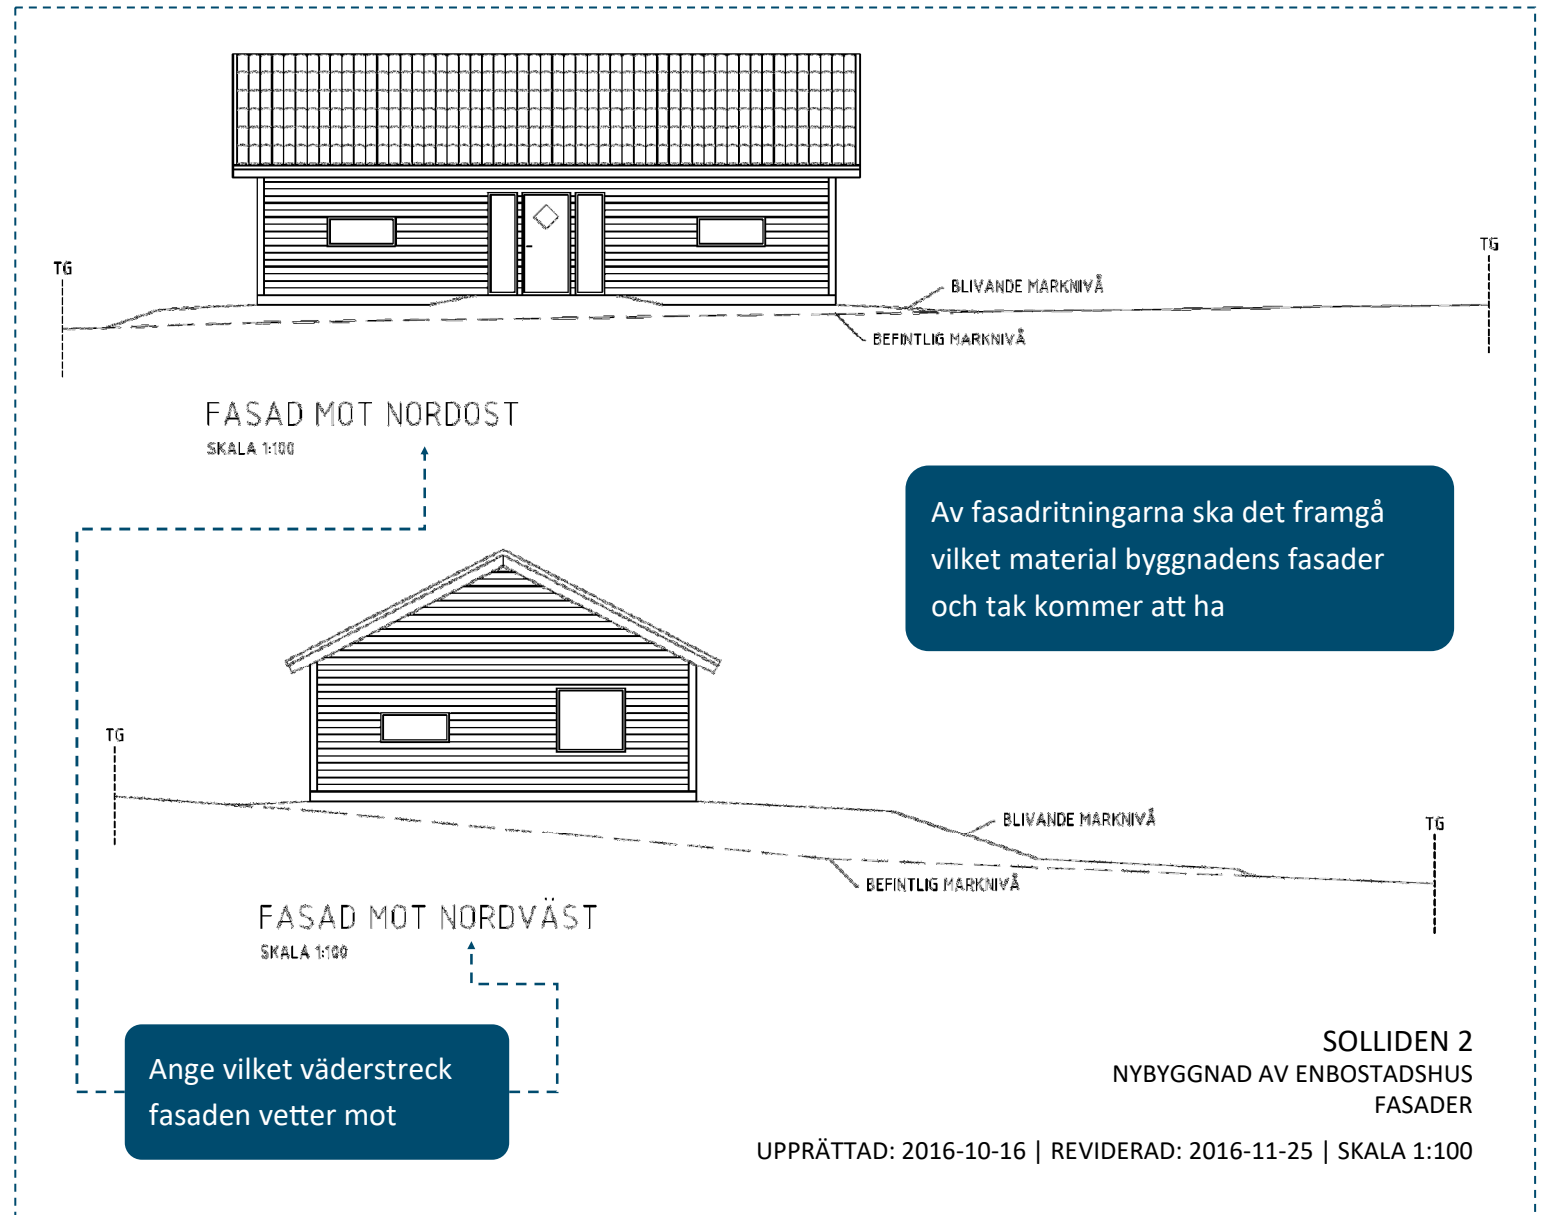 TG
TG
BLIVANDE MARKNIVÅ
BEFINTLIG MARKNIVÅ
FASAD MOT NORDOST
SKALA 1:100
Av fasadritningarna ska det framgå
vilket material byggnadens fasader
och tak kommer att ha
TG
TG
BLIVANDE MARKNIVÅ
BEFINTLIG MARKNIVÅ
FASAD MOT NORDVÄST
SKALA 1:100
Ange vilket väderstreck
fasaden vetter mot
SOLLIDEN 2
NYBYGGNAD AV ENBOSTADSHUS
FASADER
UPPRÄTTAD: 2016-10-16 | REVIDERAD: 2016-11-25 | SKALA 1:100